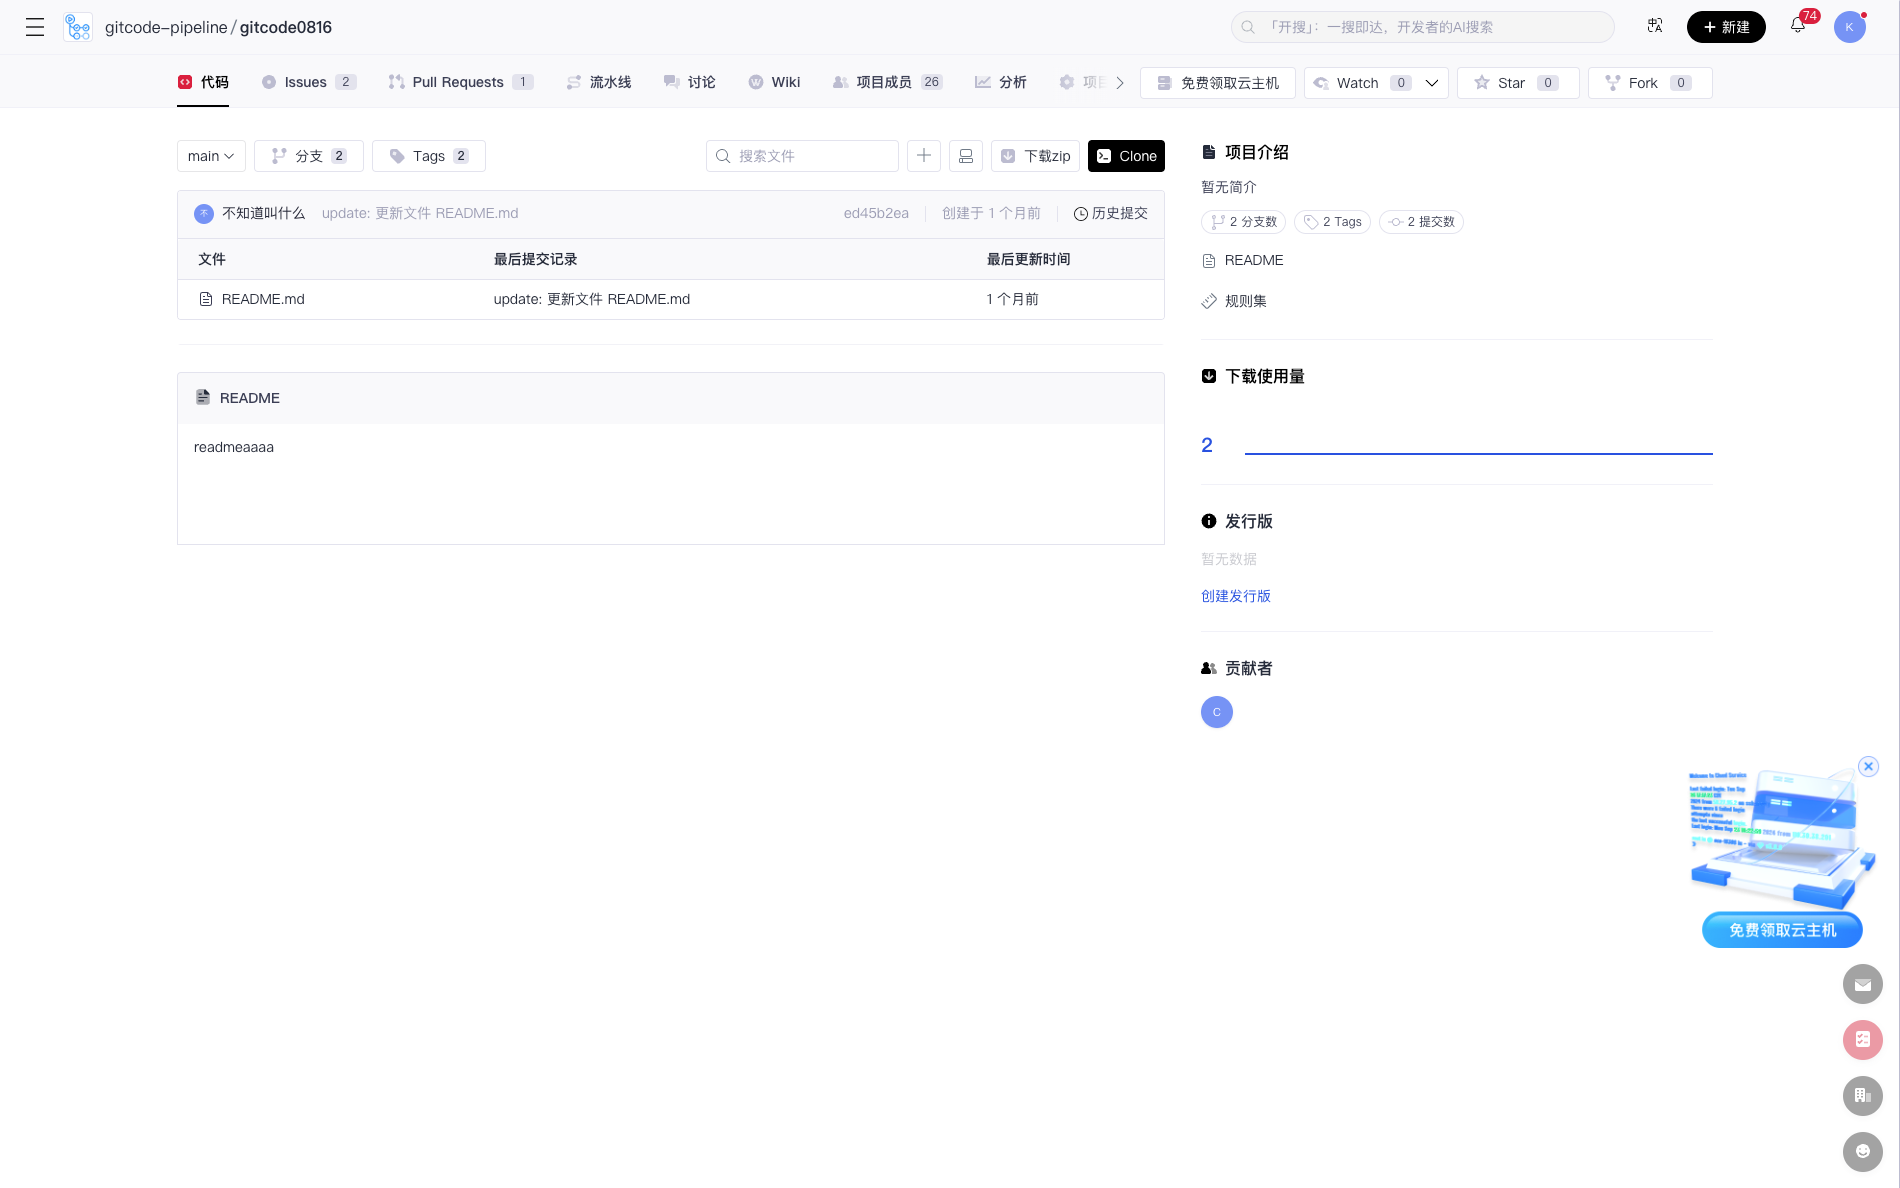 gitcode-pipeline / gitcode0816
「开搜」：一搜即达，开发者的AI搜索
新建
74
K
代码
Issues 2
Pull Requests 1
流水线
讨论
Wiki
项目成员 26
分析
项目
免费领取云主机
Watch 0
Star 0
Fork 0
main
分支 2
Tags 2
搜索文件
下载zip
Clone
不 不知道叫什么 update: 更新文件 README.md ed45b2ea 创建于 1 个月前 历史提交
文件 最后提交记录 最后更新时间
README.md update: 更新文件 README.md 1 个月前
README
readmeaaaa
项目介绍
暂无简介
2 分支数 2 Tags 2 提交数
README
规则集
下载使用量
2
发行版
暂无数据
创建发行版
贡献者
C
Welcome to Cloud Service
免费领取云主机